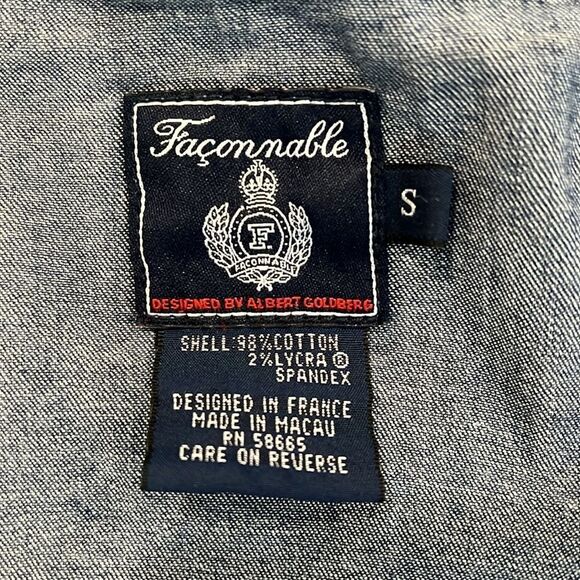 Façonnable
S
F
FACONNABLE
DESIGNED BY ALBERT GOLDBERG
SHELL:98%COTTON
2%LYCRA®
SPANDEX
DESIGNED IN FRANCE
MADE IN MACAU
RN 58665
CARE ON REVERSE